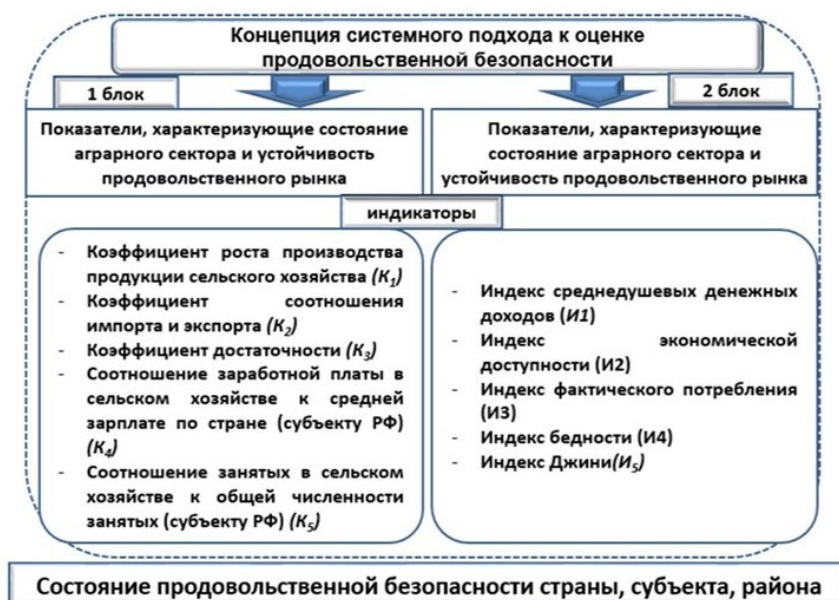 Концепция системного подхода к оценке
продовольственной безопасности
1 блок
2 блок
Показатели, характеризующие состояние
аграрного сектора и устойчивость
продовольственного рынка
Показатели, характеризующие
состояние аграрного сектора и
устойчивость продовольственного рынка
индикаторы
- Коэффициент роста производства
продукции сельского хозяйства (К₁)
- Коэффициент соотношения
импорта и экспорта (К₂)
- Коэффициент достаточности (К₃)
- Соотношение заработной платы в
сельском хозяйстве к средней
зарплате по стране (субъекту РФ)
(К₄)
- Соотношение занятых в сельском
хозяйстве к общей численности
занятых (субъекту РФ) (К₅)
- Индекс среднедушевых денежных
доходов (И1)
- Индекс экономической
доступности (И2)
- Индекс фактического потребления
(И3)
- Индекс бедности (И4)
- Индекс Джини(И₅)
Состояние продовольственной безопасности страны, субъекта, района